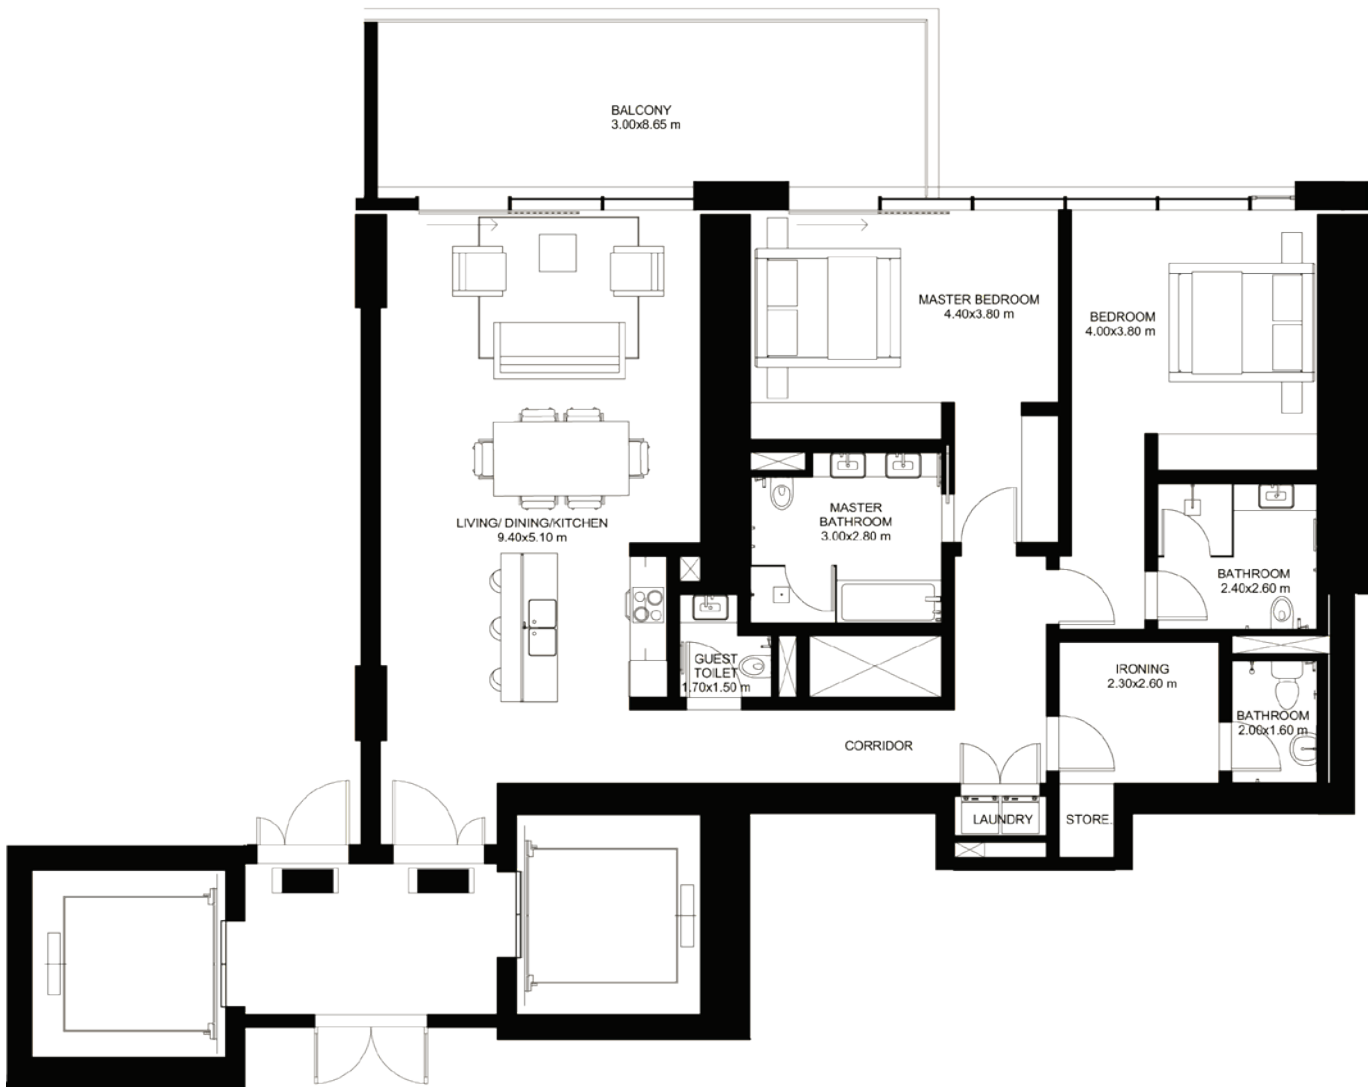 BALCONY
3.00x8.65 m
MASTER BEDROOM
4.40x3.80 m
BEDROOM
4.00x3.80 m
LIVING/ DINING/KITCHEN
9.40x5.10 m
MASTER
BATHROOM
3.00x2.80 m
BATHROOM
2.40x2.60 m
GUEST
TOILET
1.70x1.50 m
IRONING
2.30x2.60 m
BATHROOM
2.00x1.60 m
CORRIDOR
LAUNDRY
STORE.